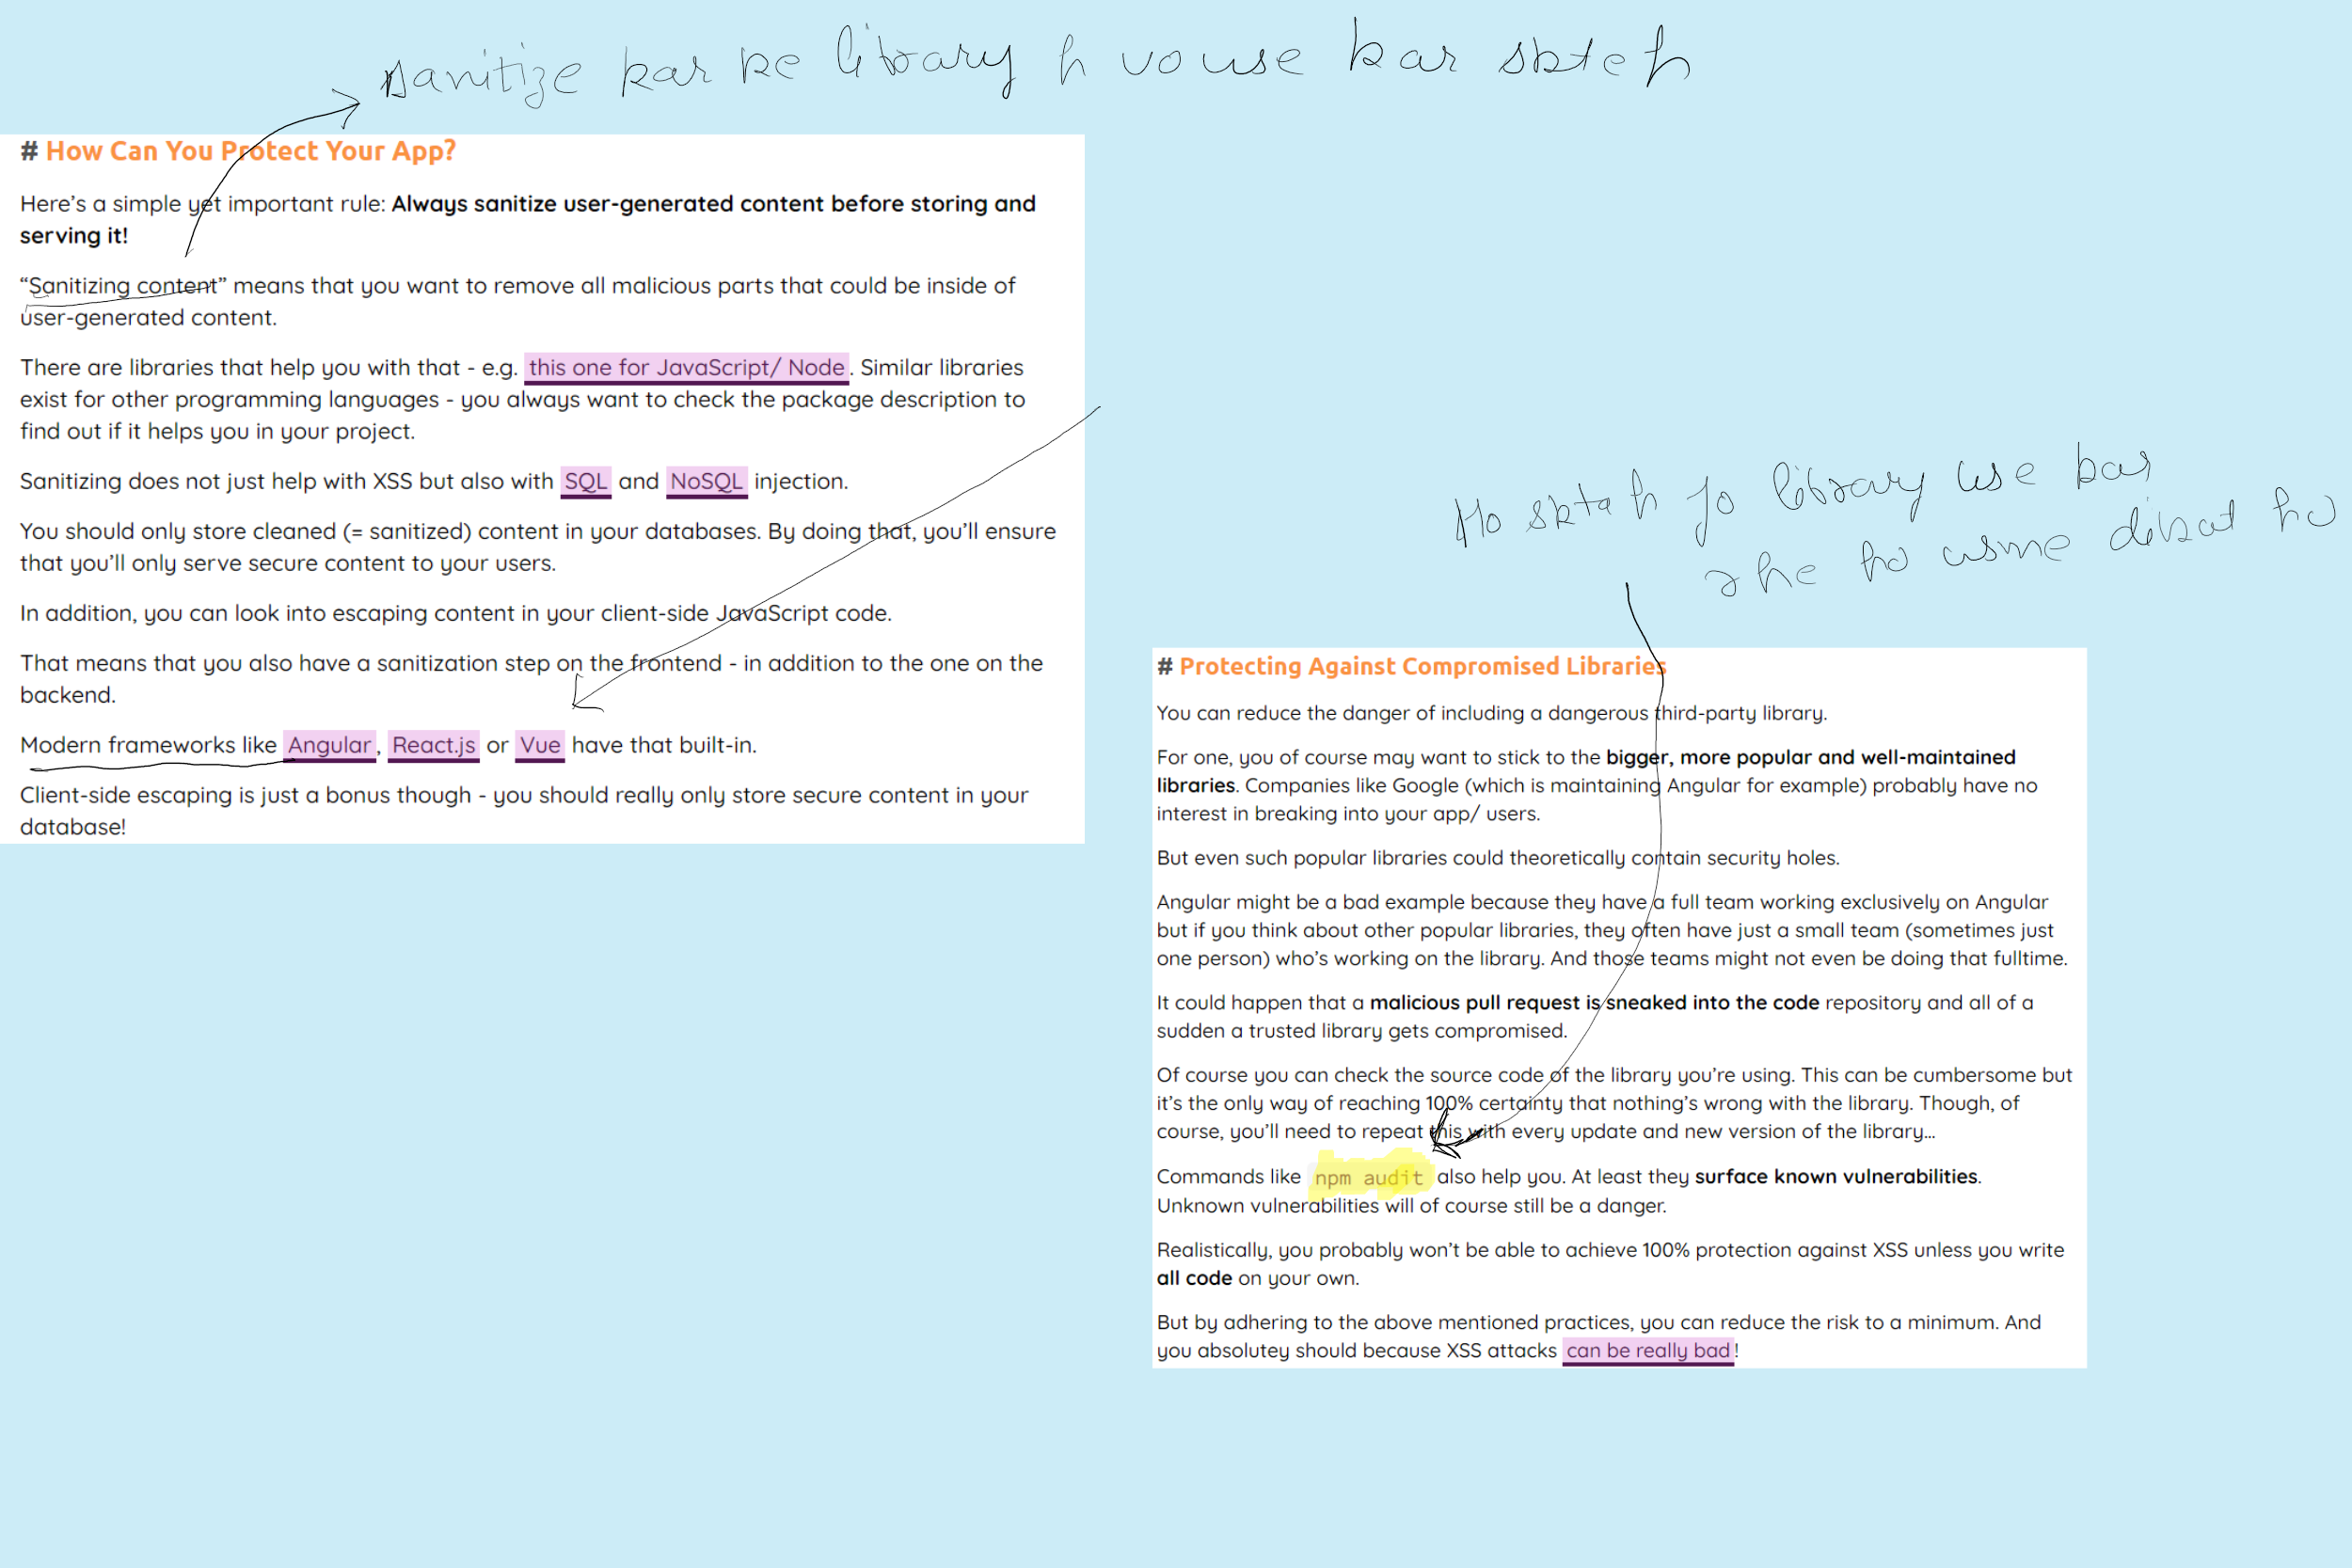 sanitize kar ke library h vo use kar skte h
# How Can You Protect Your App?
Here’s a simple yet important rule: Always sanitize user-generated content before storing and
serving it!
“Sanitizing content” means that you want to remove all malicious parts that could be inside of
user-generated content.
There are libraries that help you with that - e.g. this one for JavaScript/ Node. Similar libraries
exist for other programming languages - you always want to check the package description to
find out if it helps you in your project.
Sanitizing does not just help with XSS but also with SQL and NoSQL injection.
You should only store cleaned (= sanitized) content in your databases. By doing that, you’ll ensure
that you’ll only serve secure content to your users.
In addition, you can look into escaping content in your client-side JavaScript code.
That means that you also have a sanitization step on the frontend - in addition to the one on the
backend.
Modern frameworks like Angular, React.js or Vue have that built-in.
Client-side escaping is just a bonus though - you should really only store secure content in your
database!
Ho skta h jo library use kar
rhe ho usme dikat ho
# Protecting Against Compromised Libraries
You can reduce the danger of including a dangerous third-party library.
For one, you of course may want to stick to the bigger, more popular and well-maintained
libraries. Companies like Google (which is maintaining Angular for example) probably have no
interest in breaking into your app/ users.
But even such popular libraries could theoretically contain security holes.
Angular might be a bad example because they have a full team working exclusively on Angular
but if you think about other popular libraries, they often have just a small team (sometimes just
one person) who’s working on the library. And those teams might not even be doing that fulltime.
It could happen that a malicious pull request is sneaked into the code repository and all of a
sudden a trusted library gets compromised.
Of course you can check the source code of the library you’re using. This can be cumbersome but
it’s the only way of reaching 100% certainty that nothing’s wrong with the library. Though, of
course, you’ll need to repeat this with every update and new version of the library…
Commands like npm audit also help you. At least they surface known vulnerabilities.
Unknown vulnerabilities will of course still be a danger.
Realistically, you probably won’t be able to achieve 100% protection against XSS unless you write
all code on your own.
But by adhering to the above mentioned practices, you can reduce the risk to a minimum. And
you absolutey should because XSS attacks can be really bad!